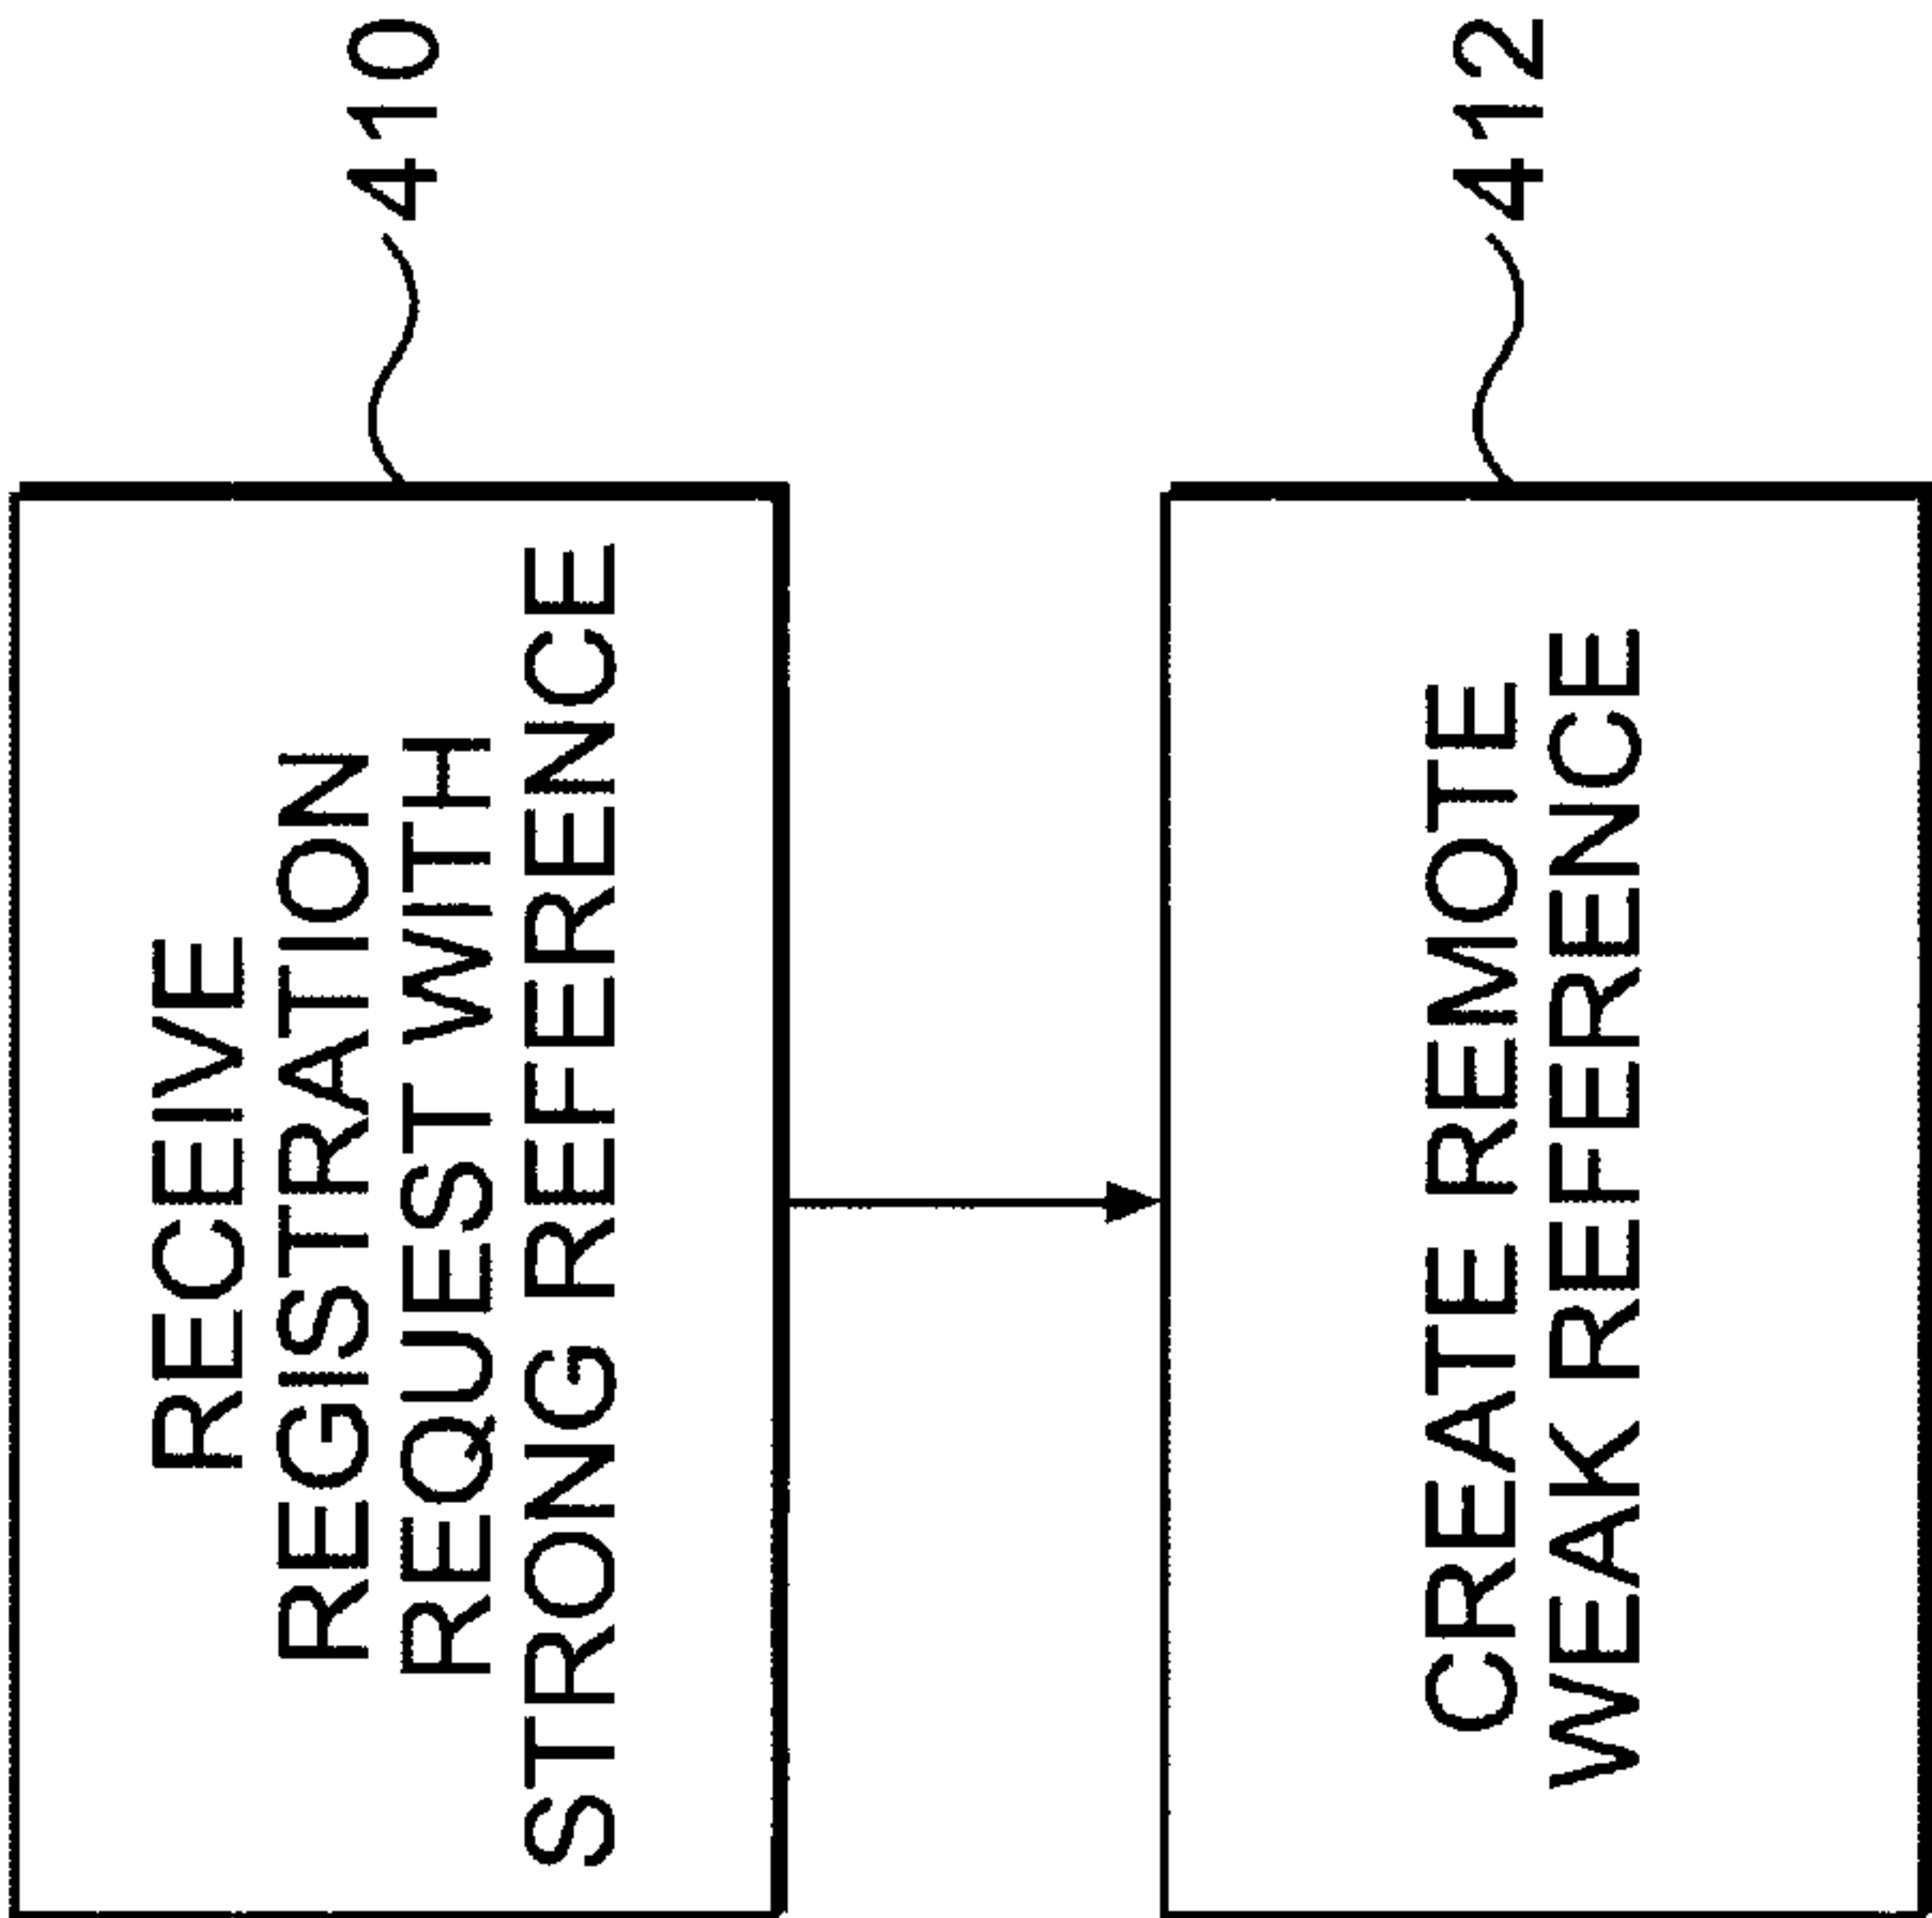 RECEIVE
REGISTRATION
REQUEST WITH
STRONG REFERENCE
410
CREATE REMOTE
WEAK REFERENCE
412